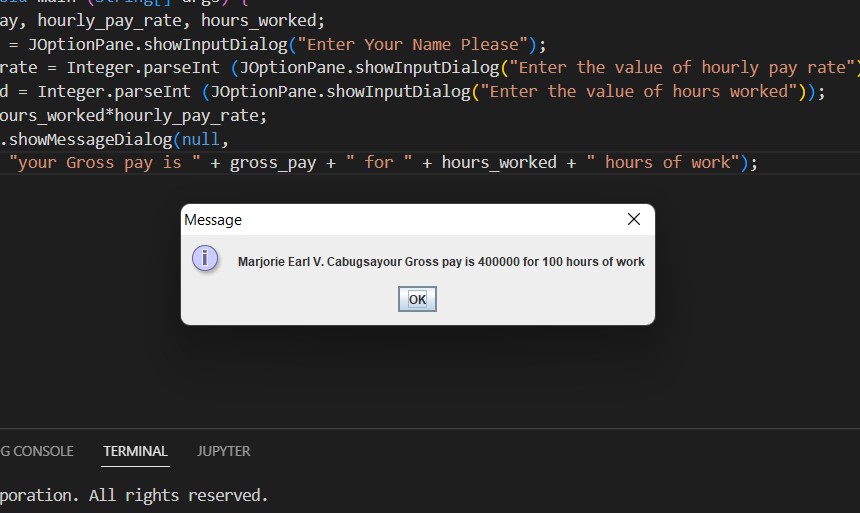 oid main (String[] args) {
ay, hourly_pay_rate, hours_worked;
= JOptionPane.showInputDialog("Enter Your Name Please");
rate = Integer.parseInt (JOptionPane.showInputDialog("Enter the value of hourly pay rate")
d = Integer.parseInt (JOptionPane.showInputDialog("Enter the value of hours worked"));
ours_worked*hourly_pay_rate;
.showMessageDialog(null,
"your Gross pay is " + gross_pay + " for " + hours_worked + " hours of work");
Message
Marjorie Earl V. Cabugsayour Gross pay is 400000 for 100 hours of work
OK
G CONSOLE TERMINAL JUPYTER
poration. All rights reserved.